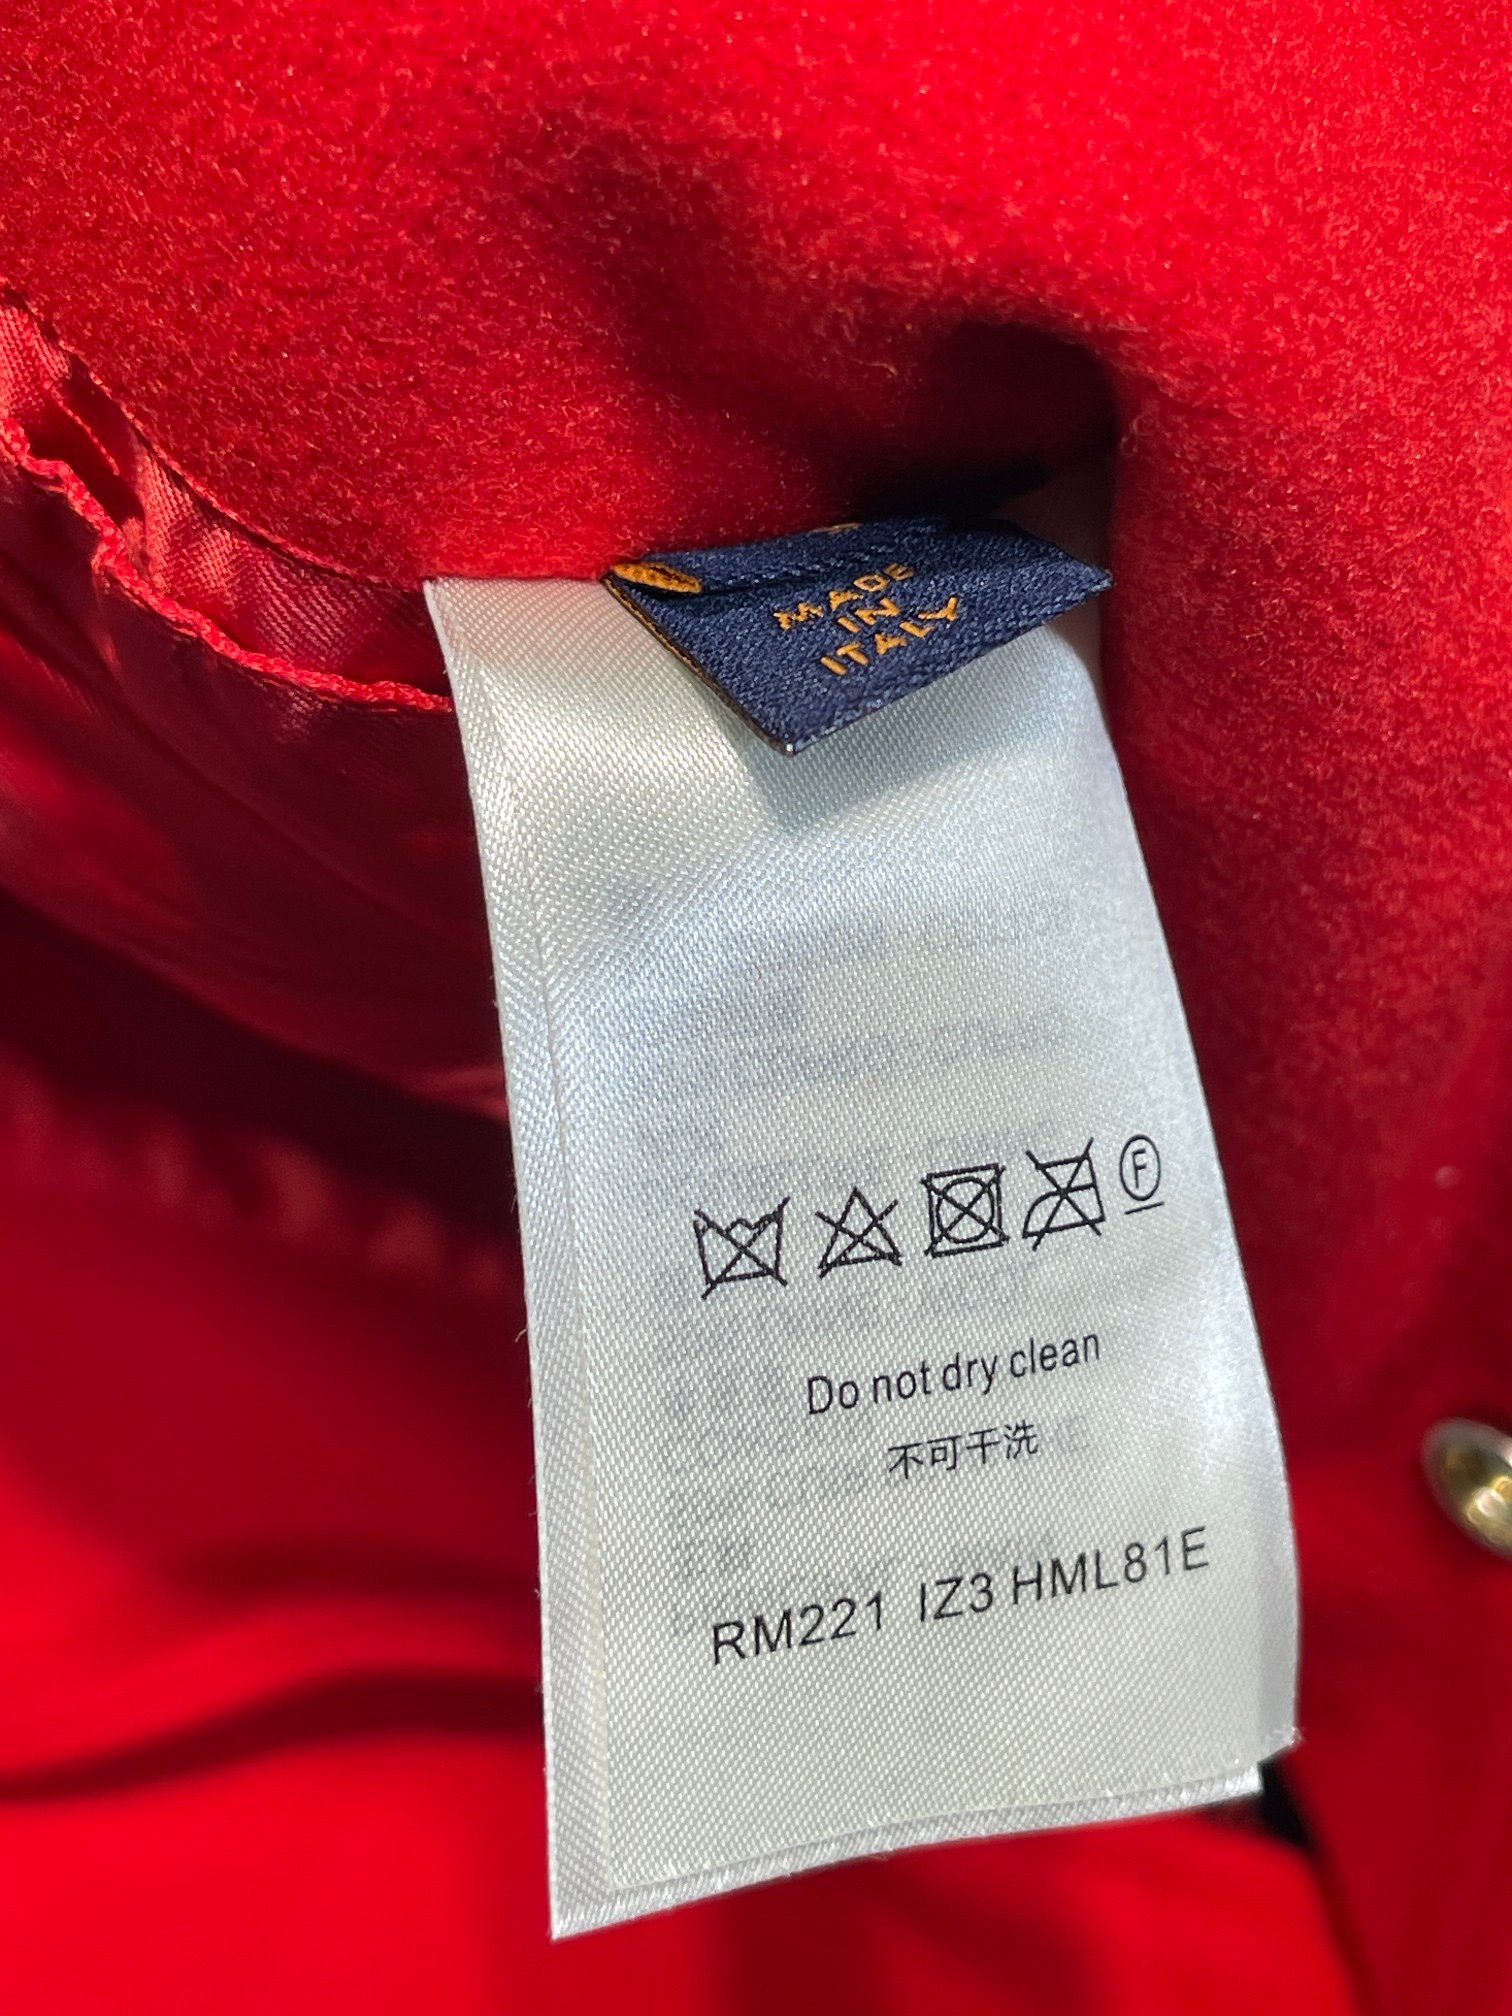 MADE
IN
ITALY
F
Do not dry clean
不可干洗
RM221 IZ3 HML81E